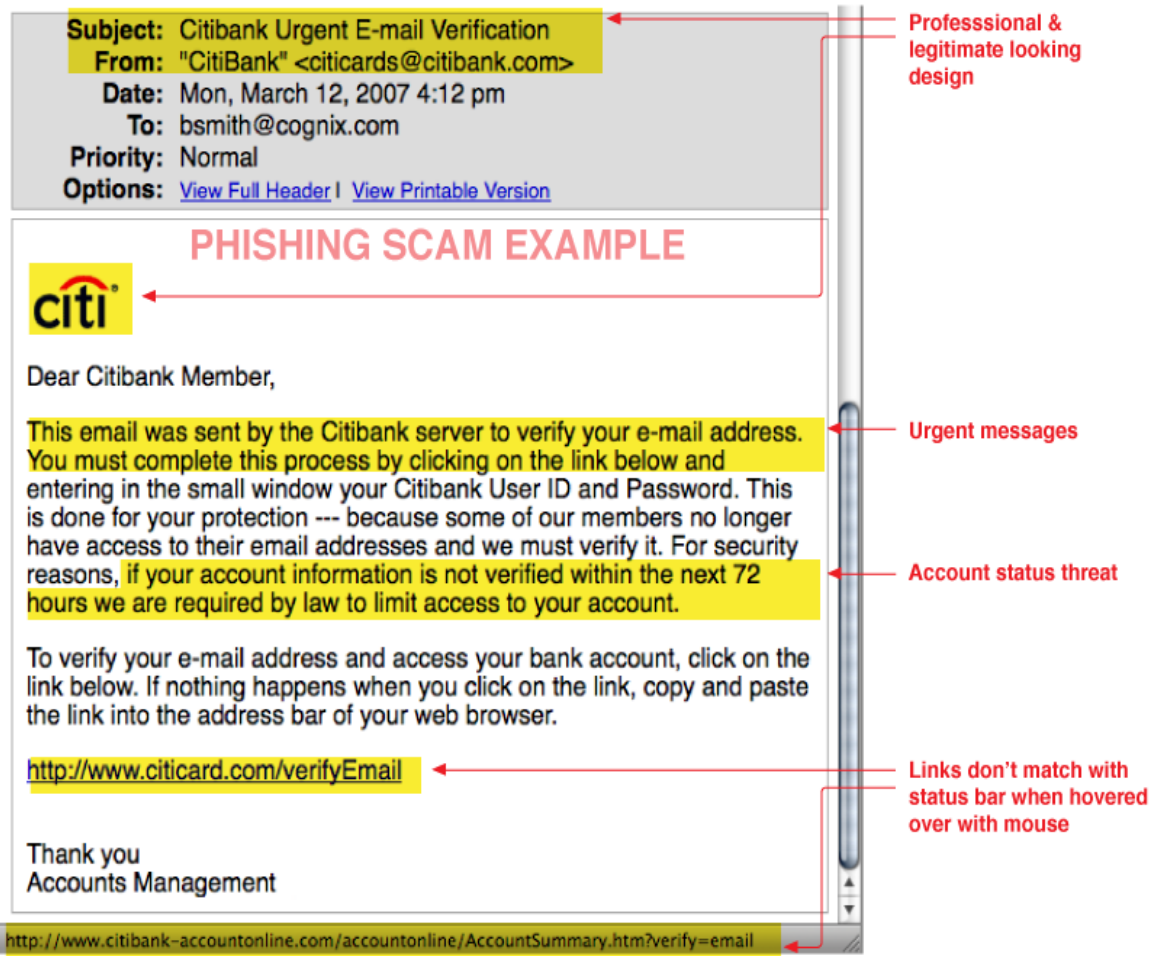 Subject: Citibank Urgent E-mail Verification
From: "CitiBank" <citicards@citibank.com>
Date: Mon, March 12, 2007 4:12 pm
To: bsmith@cognix.com
Priority: Normal
Options: View Full Header | View Printable Version
Professsional &
legitimate looking
design
PHISHING SCAM EXAMPLE
citi®
Dear Citibank Member,
This email was sent by the Citibank server to verify your e-mail address.
You must complete this process by clicking on the link below and
entering in the small window your Citibank User ID and Password. This
is done for your protection --- because some of our members no longer
have access to their email addresses and we must verify it. For security
reasons, if your account information is not verified within the next 72
hours we are required by law to limit access to your account.
Urgent messages
Account status threat
To verify your e-mail address and access your bank account, click on the
link below. If nothing happens when you click on the link, copy and paste
the link into the address bar of your web browser.
http://www.citicard.com/verifyEmail
Links don't match with
status bar when hovered
over with mouse
Thank you
Accounts Management
http://www.citibank-accountonline.com/accountonline/AccountSummary.htm?verify=email